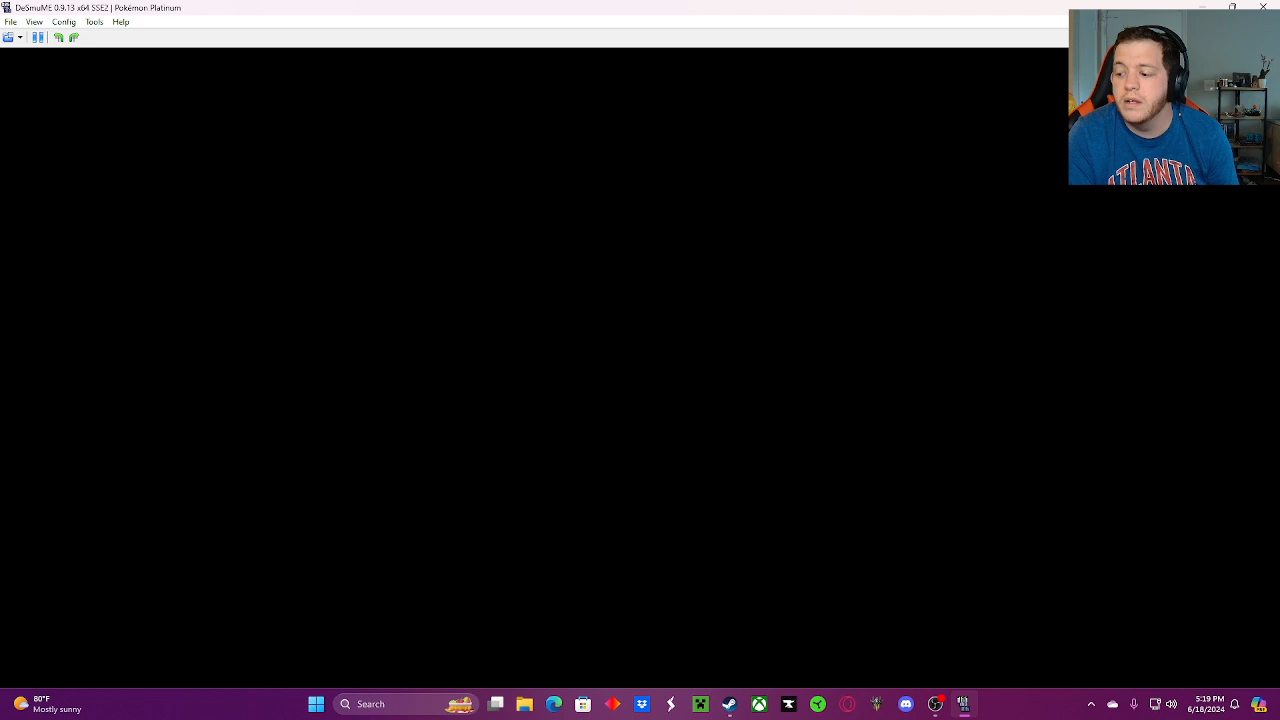 DeSmuME 0.9.13 x64 SSE2 | Pokémon Platinum
File View Config Tools Help
ATLANTA
80°F
Mostly sunny
Search
5:19 PM
6/18/2024